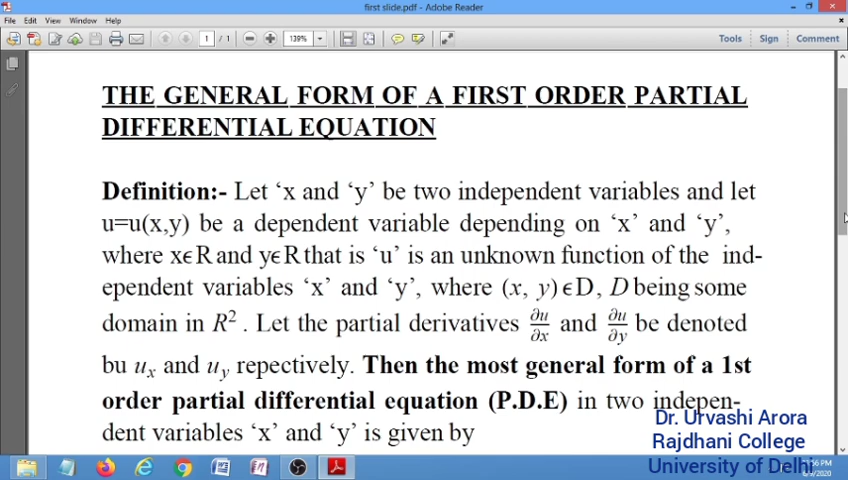 first slide.pdf - Adobe Reader
File Edit View Window Help
1 / 1 139% Tools Sign Comment
THE GENERAL FORM OF A FIRST ORDER PARTIAL
DIFFERENTIAL EQUATION
Definition:- Let ‘x and ‘y’ be two independent variables and let
u=u(x,y) be a dependent variable depending on ‘x’ and ‘y’,
where xϵR and yϵR that is ‘u’ is an unknown function of the ind-
ependent variables ‘x’ and ‘y’, where (x, y) ϵD, D being some
domain in R². Let the partial derivatives ∂u/∂x and ∂u/∂y be denoted
bu uₓ and u_y repectively. Then the most general form of a 1st
order partial differential equation (P.D.E) in two indepen-
dent variables ‘x’ and ‘y’ is given by
Dr. Urvashi Arora
Rajdhani College
University of Delhi